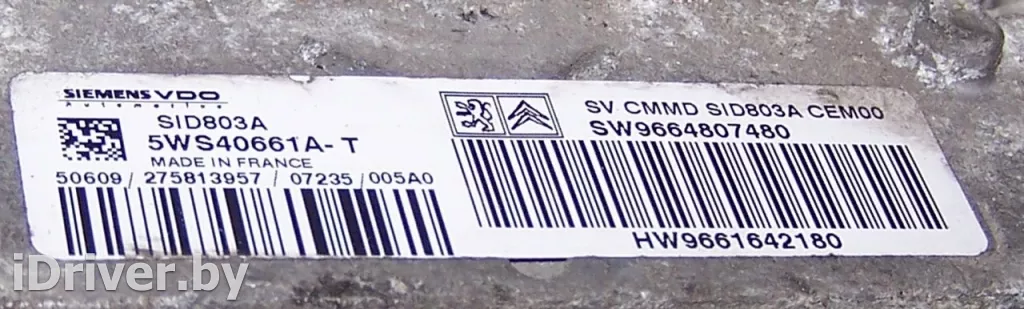 SIEMENS VDO
Automotive
SID803A
5WS40661A-T
MADE IN FRANCE
50609/275813957/07235/005A0
SV CMMD SID803A CEM00
SW9664807480
HW9661642180
iDriver.by